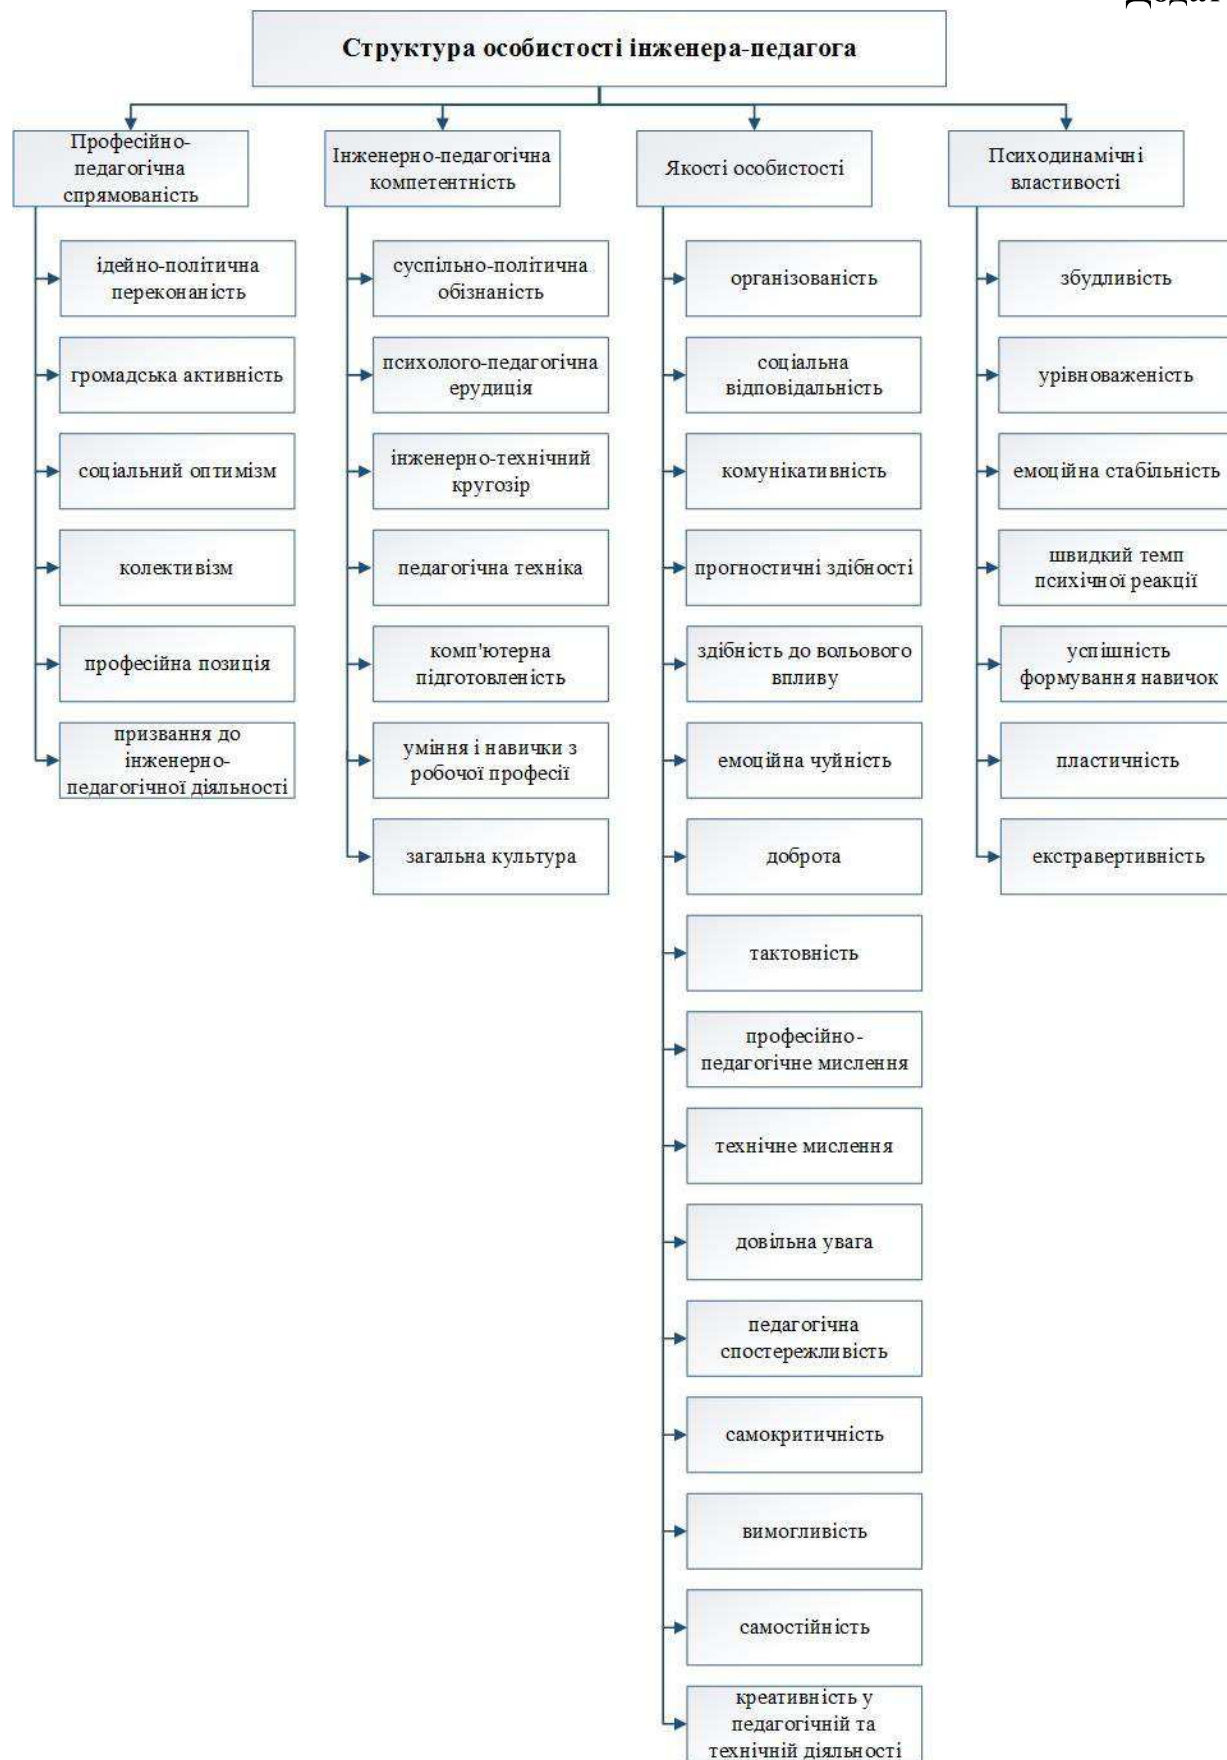 Структура особистості інженера-педагога
Професійно-
педагогічна
спрямованість
ідейно-політична
переконаність
громадська активність
соціальний оптимізм
колективізм
професійна позиція
призвання до
інженерно-
педагогічної діяльності
Інженерно-педагогічна
компетентність
суспільно-політична
обізнаність
психолого-педагогічна
ерудиція
інженерно-технічний
кругозір
педагогічна техніка
комп'ютерна
підготовленість
уміння і навички з
робочої професії
загальна культура
Якості особистості
організованість
соціальна
відповідальність
комунікативність
прогностичні здібності
здібність до вольового
впливу
емоційна чуйність
доброта
тактовність
професійно-
педагогічне мислення
технічне мислення
довільна увага
педагогічна
спостережливість
самокритичність
вимогливість
самостійність
креативність у
педагогічній та
технічній діяльності
Психодинамічні
властивості
збудливість
урівноваженість
емоційна стабільність
швидкий темп
психічної реакції
успішність
формування навичок
пластичність
екстравертивність